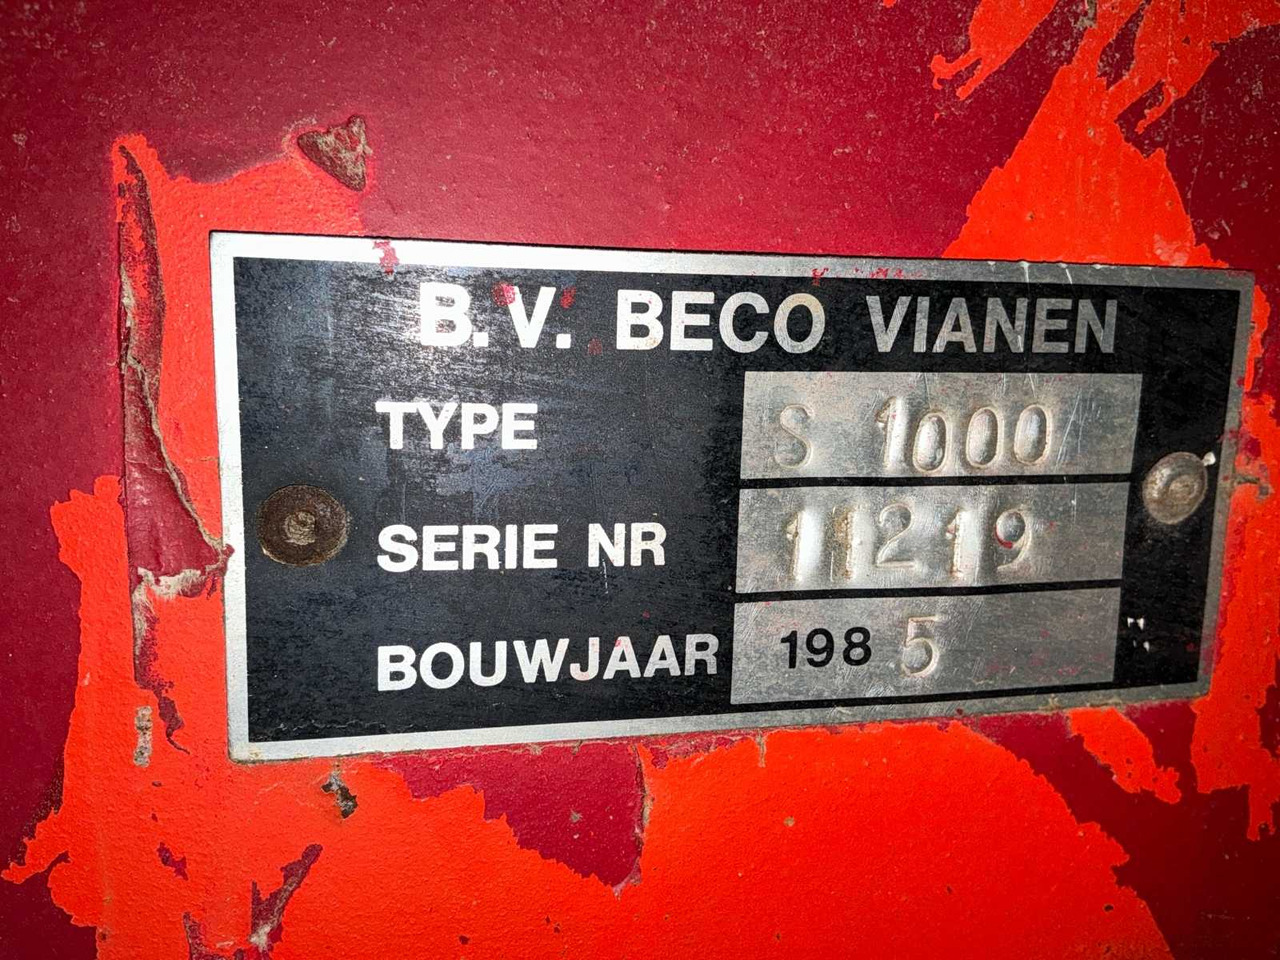 B.V. BECO VIANEN
TYPE S 1000
SERIE NR 11219
BOUWJAAR 1985